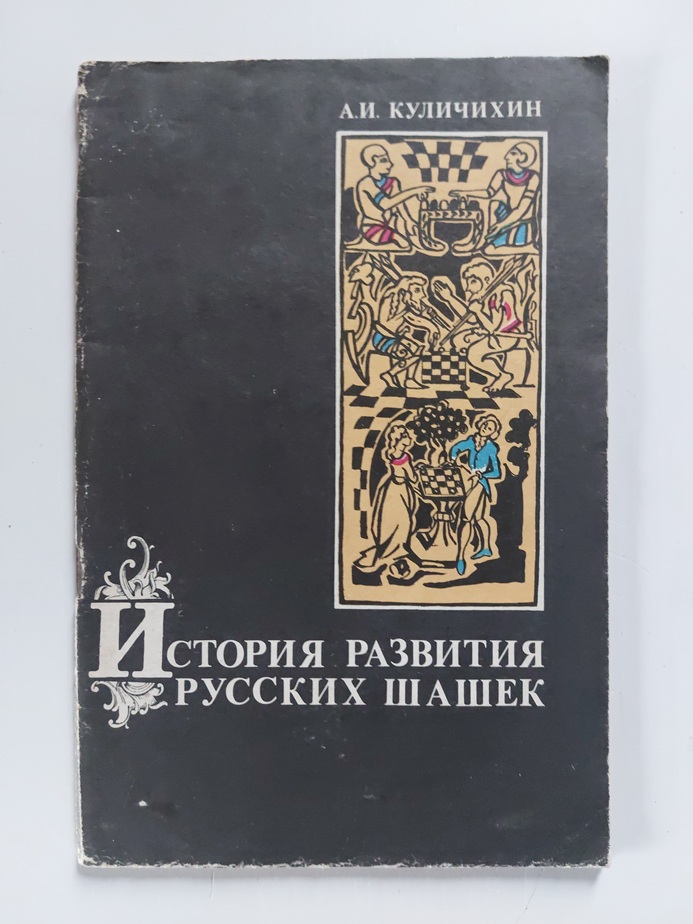 А.И. КУЛИЧИХИН
ИСТОРИЯ РАЗВИТИЯ
РУССКИХ ШАШЕК